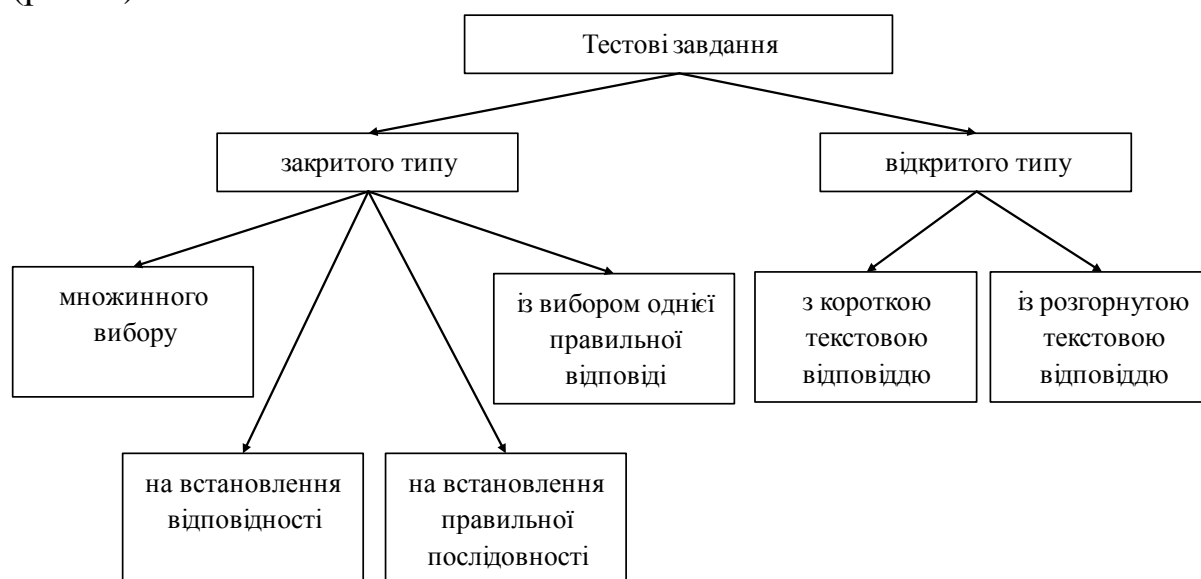 Тестові завдання
закритого типу
відкритого типу
множинного
вибору
із вибором однієї
правильної
відповіді
з короткою
текстовою
відповіддю
із розгорнутою
текстовою
відповіддю
на встановлення
відповідності
на встановлення
правильної
послідовності